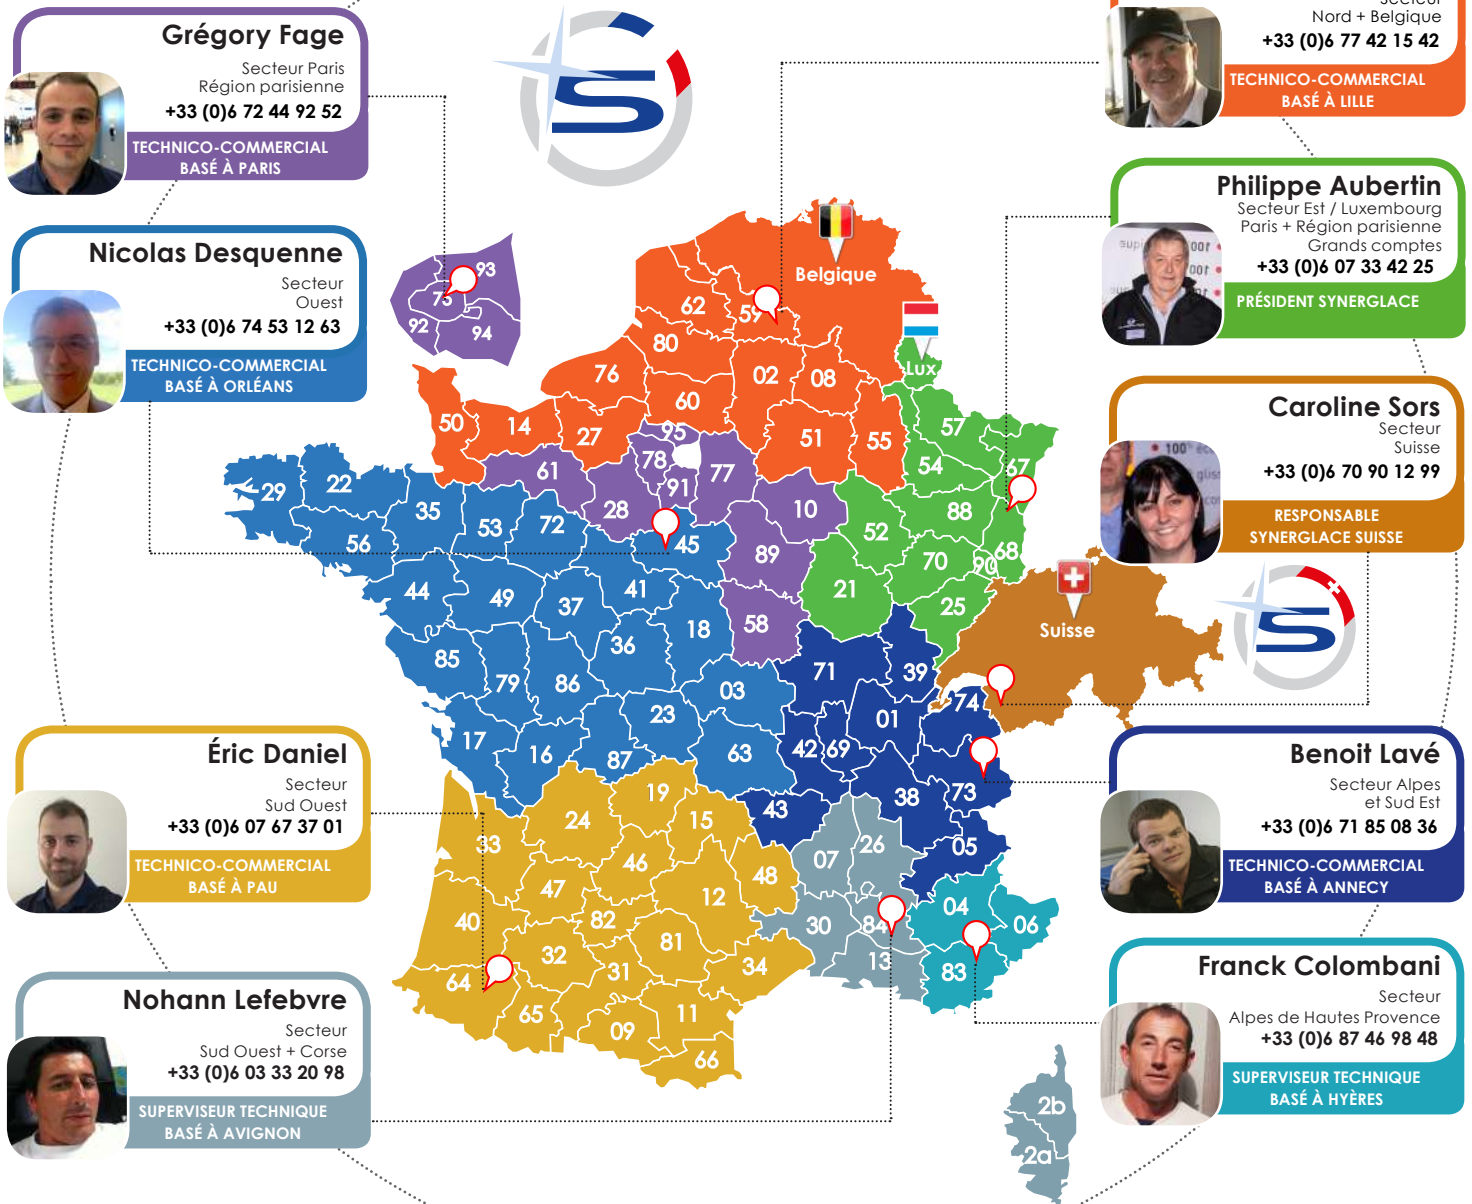 Grégory Fage
Secteur Paris
Région parisienne
+33 (0)6 72 44 92 52
TECHNICO-COMMERCIAL
BASÉ À PARIS
Nicolas Desquenne
Secteur
Ouest
+33 (0)6 74 53 12 63
TECHNICO-COMMERCIAL
BASÉ À ORLÉANS
Éric Daniel
Secteur
Sud Ouest
+33 (0)6 07 67 37 01
TECHNICO-COMMERCIAL
BASÉ À PAU
Nohann Lefebvre
Secteur
Sud Ouest + Corse
+33 (0)6 03 33 20 98
SUPERVISEUR TECHNIQUE
BASÉ À AVIGNON
S
93
75
92
94
Belgique
62
59
80
Lux
76
02
08
60
50
14
27
51
55
57
95
78
77
54
67
61
91
29
22
28
10
35
53
72
88
52
56
45
89
70
90
68
44
49
37
41
21
25
58
18
36
Suisse
85
79
86
03
71
39
74
23
01
17
16
87
63
42
69
73
38
43
19
24
15
33
07
26
05
46
48
47
12
04
40
82
30
84
06
81
32
31
34
13
83
64
65
09
11
66
2b
2a
Secteur
Nord + Belgique
+33 (0)6 77 42 15 42
TECHNICO-COMMERCIAL
BASÉ À LILLE
Philippe Aubertin
Secteur Est / Luxembourg
Paris + Région parisienne
Grands comptes
+33 (0)6 07 33 42 25
PRÉSIDENT SYNERGLACE
Caroline Sors
Secteur
Suisse
+33 (0)6 70 90 12 99
RESPONSABLE
SYNERGLACE SUISSE
S
Benoit Lavé
Secteur Alpes
et Sud Est
+33 (0)6 71 85 08 36
TECHNICO-COMMERCIAL
BASÉ À ANNECY
Franck Colombani
Secteur
Alpes de Hautes Provence
+33 (0)6 87 46 98 48
SUPERVISEUR TECHNIQUE
BASÉ À HYÈRES